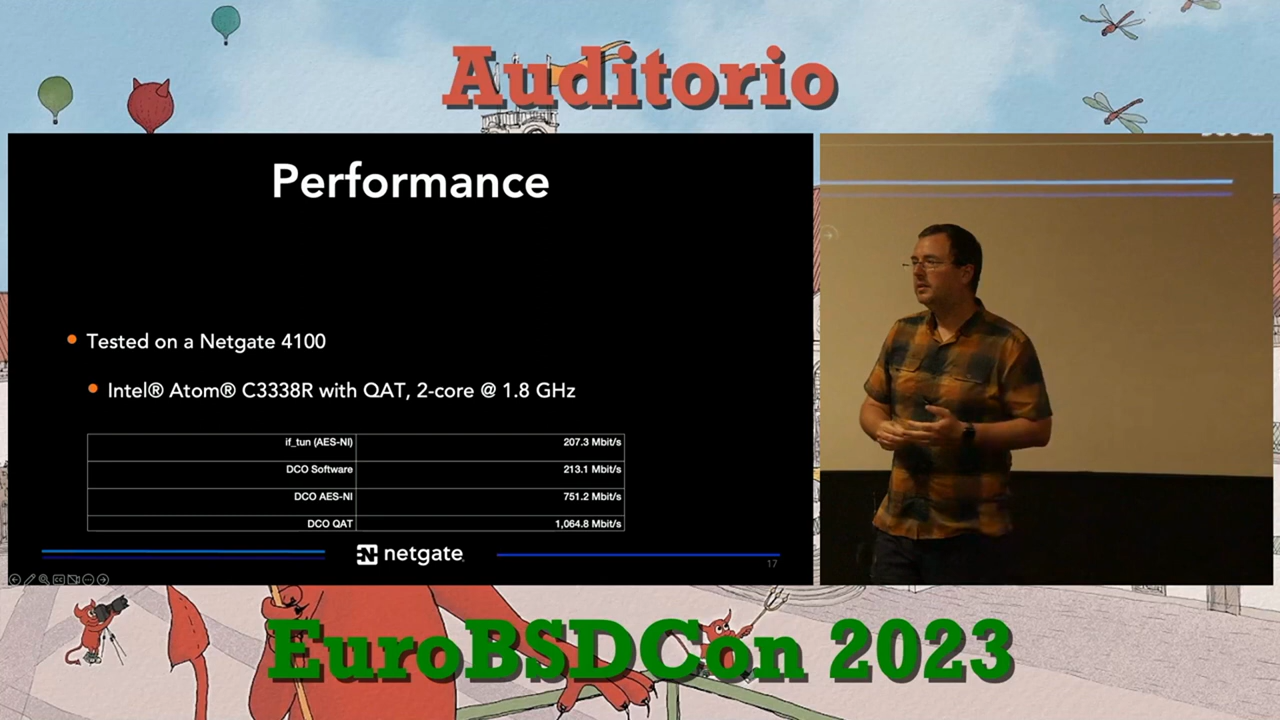 Auditorio
Performance
Tested on a Netgate 4100
Intel® Atom® C3338R with QAT, 2-core @ 1.8 GHz
if_tun (AES-NI) 207.3 Mbit/s
DCO Software 213.1 Mbit/s
DCO AES-NI 751.2 Mbit/s
DCO QAT 1,064.8 Mbit/s
netgate
17
EuroBSDCon 2023